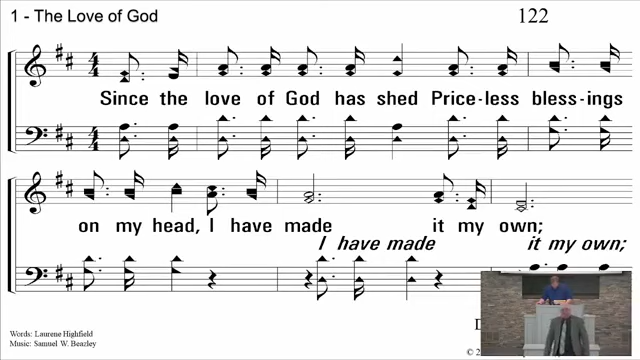 1 - The Love of God
122
Since the love of God has shed Price-less bless-ings
on my head, I have made it my own;
I have made it my own;
Words: Laurene Highfield
Music: Samuel W. Beazley
D
© 2